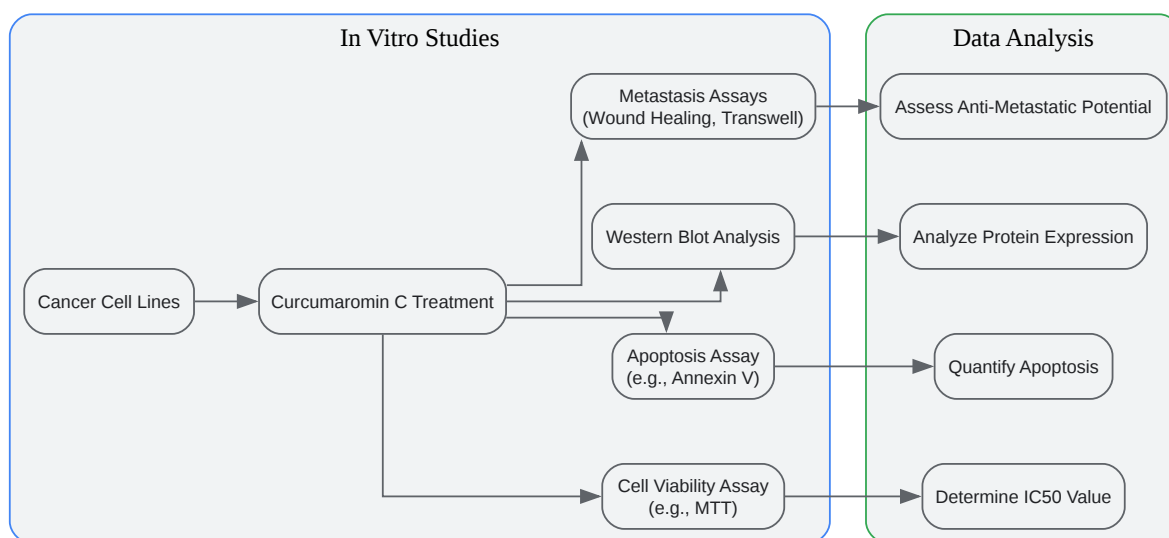 In Vitro Studies
Data Analysis
Metastasis Assays
(Wound Healing, Transwell)
Assess Anti-Metastatic Potential
Western Blot Analysis
Analyze Protein Expression
Cancer Cell Lines
Curcumaromin C Treatment
Apoptosis Assay
(e.g., Annexin V)
Quantify Apoptosis
Cell Viability Assay
(e.g., MTT)
Determine IC50 Value